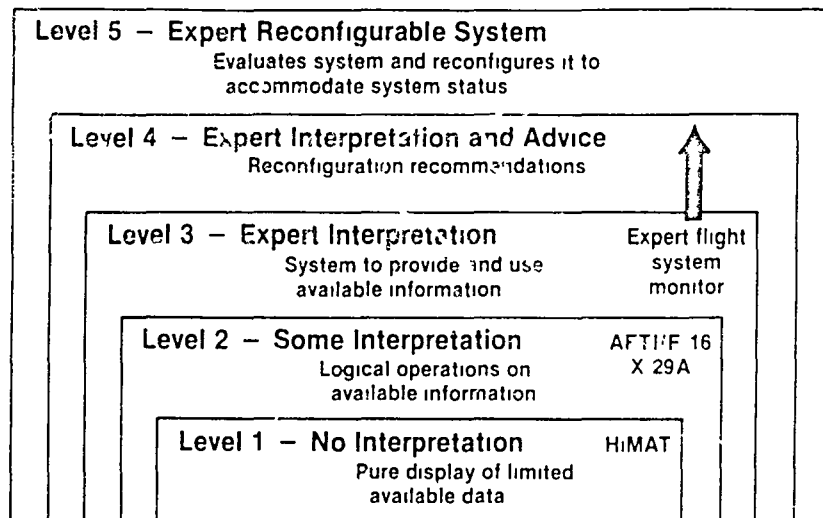 Level 5 – Expert Reconfigurable System
Evaluates system and reconfigures it to
accommodate system status
Level 4 – Expert Interpretation and Advice
Reconfiguration recommendations
Level 3 – Expert Interpretation
Expert flight
System to provide and use
system
available information
monitor
Level 2 – Some Interpretation
AFTI/F 16
Logical operations on
X 29A
available information
Level 1 – No Interpretation
HiMAT
Pure display of limited
available data